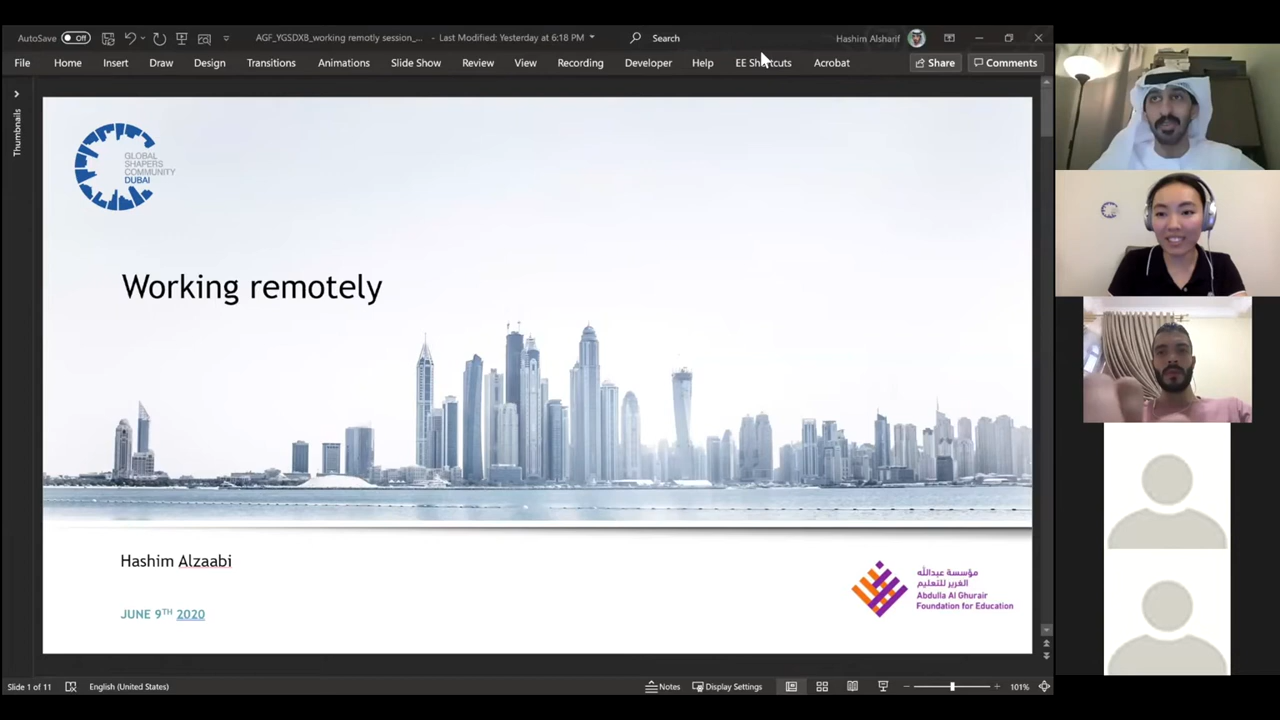 AutoSave Off AGF_YGSDXB_working remotly session_... - Last Modified: Yesterday at 6:18 PM Search Hashim Alsharif
File Home Insert Draw Design Transitions Animations Slide Show Review View Recording Developer Help EE Shortcuts Acrobat Share Comments
Thumbnails
GLOBAL
SHAPERS
COMMUNITY
DUBAI
Working remotely
Hashim Alzaabi
JUNE 9TH 2020
مؤسسة عبدالله
الغرير للتعليم
Abdulla Al Ghurair
Foundation for Education
Slide 1 of 11 English (United States) Notes Display Settings 101%